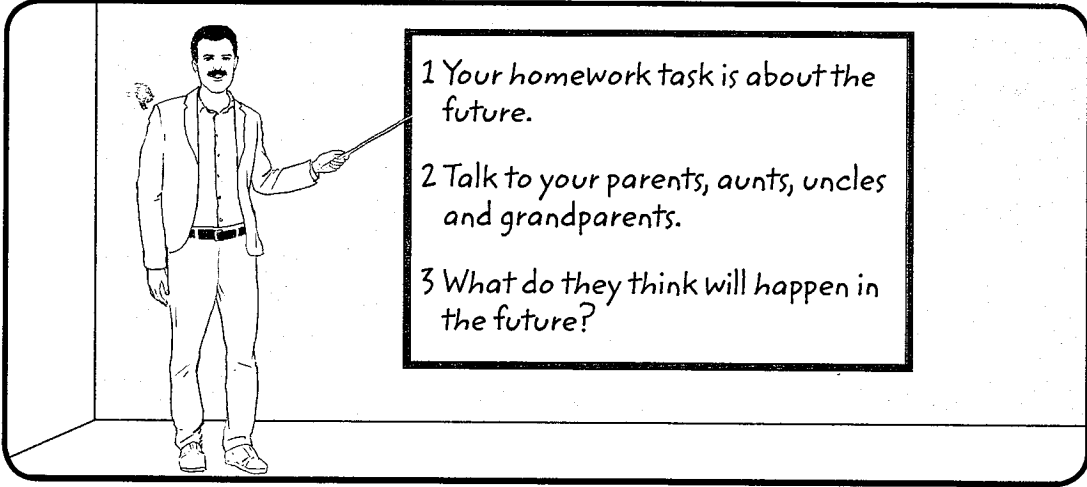 1 Your homework task is about the
future.
2 Talk to your parents, aunts, uncles
and grandparents.
3 What do they think will happen in
the future?